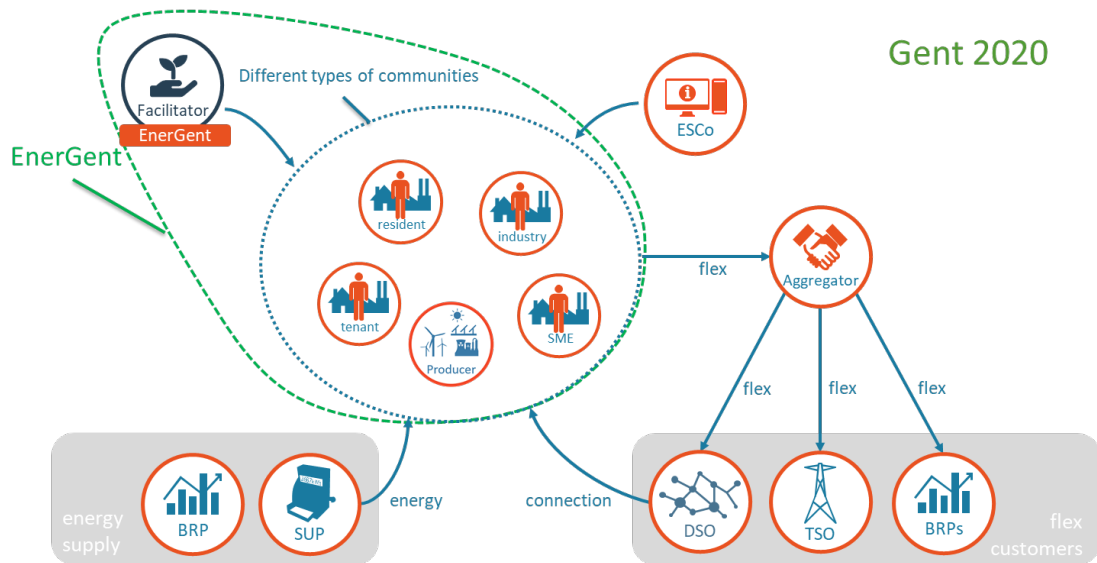 Gent 2020
Different types of communities
Facilitator
EnerGent
EnerGent
ESCo
resident
industry
tenant
SME
Producer
flex
Aggregator
flex
flex
flex
energy
supply
BRP
SUP
energy
connection
DSO
TSO
BRPs
flex
customers